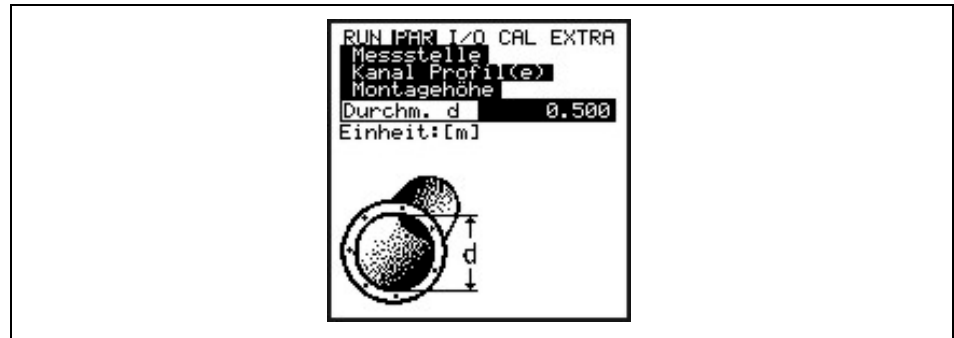 RUN PAR I/O CAL EXTRA
Messstelle
Kanal Profil(e)
Montagehöhe
Durchm. d 0.500
Einheit:[m]
d